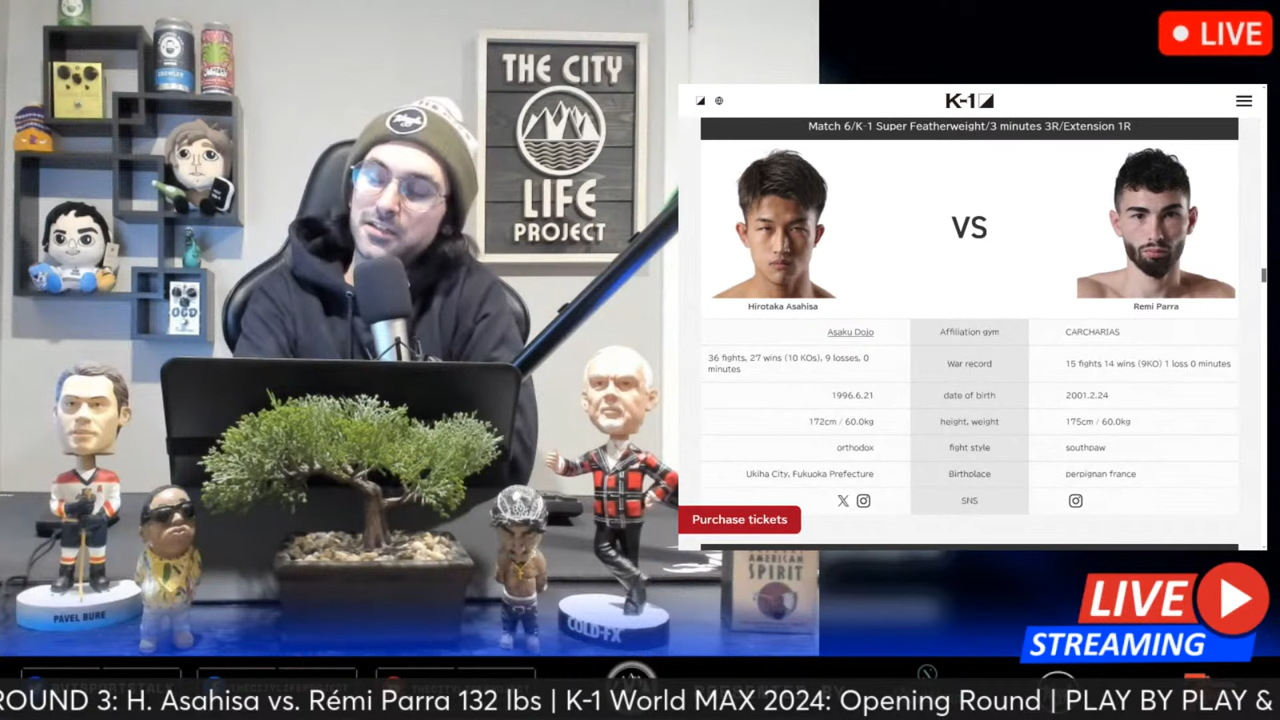 LIVE
THE CITY
LIFE
PROJECT
K-1
Match 6/K-1 Super Featherweight/3 minutes 3R/Extension 1R
VS
Hirotaka Asahisa
Remi Parra
Asaku Dojo Affiliation gym CARCHARIAS
36 fights, 27 wins (10 KOs), 9 losses, 0 minutes War record 15 fights 14 wins (9KO) 1 loss 0 minutes
1996.6.21 date of birth 2001.2.24
172cm / 60.0kg height, weight 175cm / 60.0kg
orthodox fight style southpaw
Ukiha City, Fukuoka Prefecture Birthplace perpignan france
SNS
Purchase tickets
OCD
PAVEL BURE
COLD-FX
AMERICAN
SPIRIT
LIVE
STREAMING
ROUND 3: H. Asahisa vs. Rémi Parra 132 lbs | K-1 World MAX 2024: Opening Round | PLAY BY PLAY &